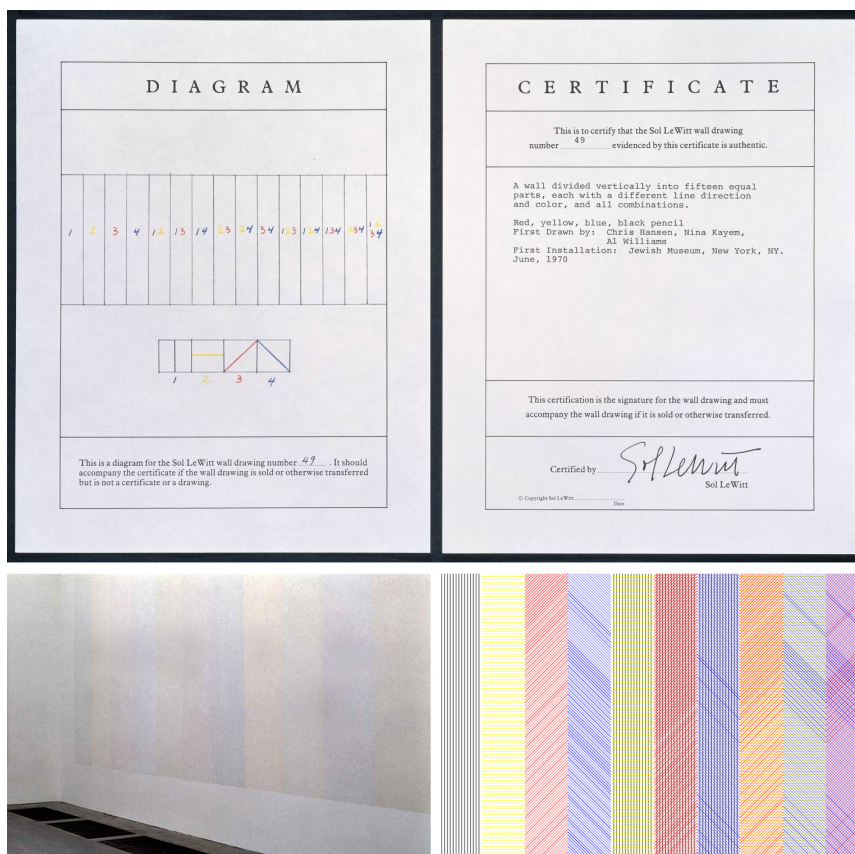 DIAGRAM
1 2 3 4 12 13 14 23 24 34 123 124 134 234 12
34
1 2 3 4
This is a diagram for the Sol LeWitt wall drawing number 49 . It should
accompany the certificate if the wall drawing is sold or otherwise transferred
but is not a certificate or a drawing.
CERTIFICATE
This is to certify that the Sol LeWitt wall drawing
number 49 evidenced by this certificate is authentic.
A wall divided vertically into fifteen equal
parts, each with a different line direction
and color, and all combinations.
Red, yellow, blue, black pencil
First Drawn by: Chris Hansen, Nina Kayem,
Al Williams
First Installation: Jewish Museum, New York, NY.
June, 1970
This certification is the signature for the wall drawing and must
accompany the wall drawing if it is sold or otherwise transferred.
Certified by Sol LeWitt
Sol LeWitt
© Copyright Sol LeWitt
Date